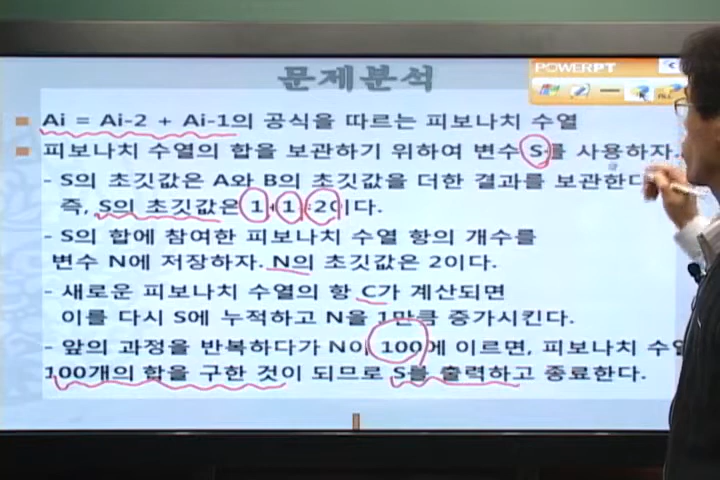 문제분석
POWERPT
Ai = Ai-2 + Ai-1의 공식을 따르는 피보나치 수열
피보나치 수열의 합을 보관하기 위하여 변수 S를 사용하자.
- S의 초깃값은 A와 B의 초깃값을 더한 결과를 보관한다
즉, S의 초깃값은 1+1=2이다.
- S의 합에 참여한 피보나치 수열 항의 개수를
변수 N에 저장하자. N의 초깃값은 2이다.
- 새로운 피보나치 수열의 항 C가 계산되면
이를 다시 S에 누적하고 N을 1만큼 증가시킨다.
- 앞의 과정을 반복하다가 N이 100에 이르면, 피보나치 수열
100개의 합을 구한 것이 되므로 S를 출력하고 종료한다.